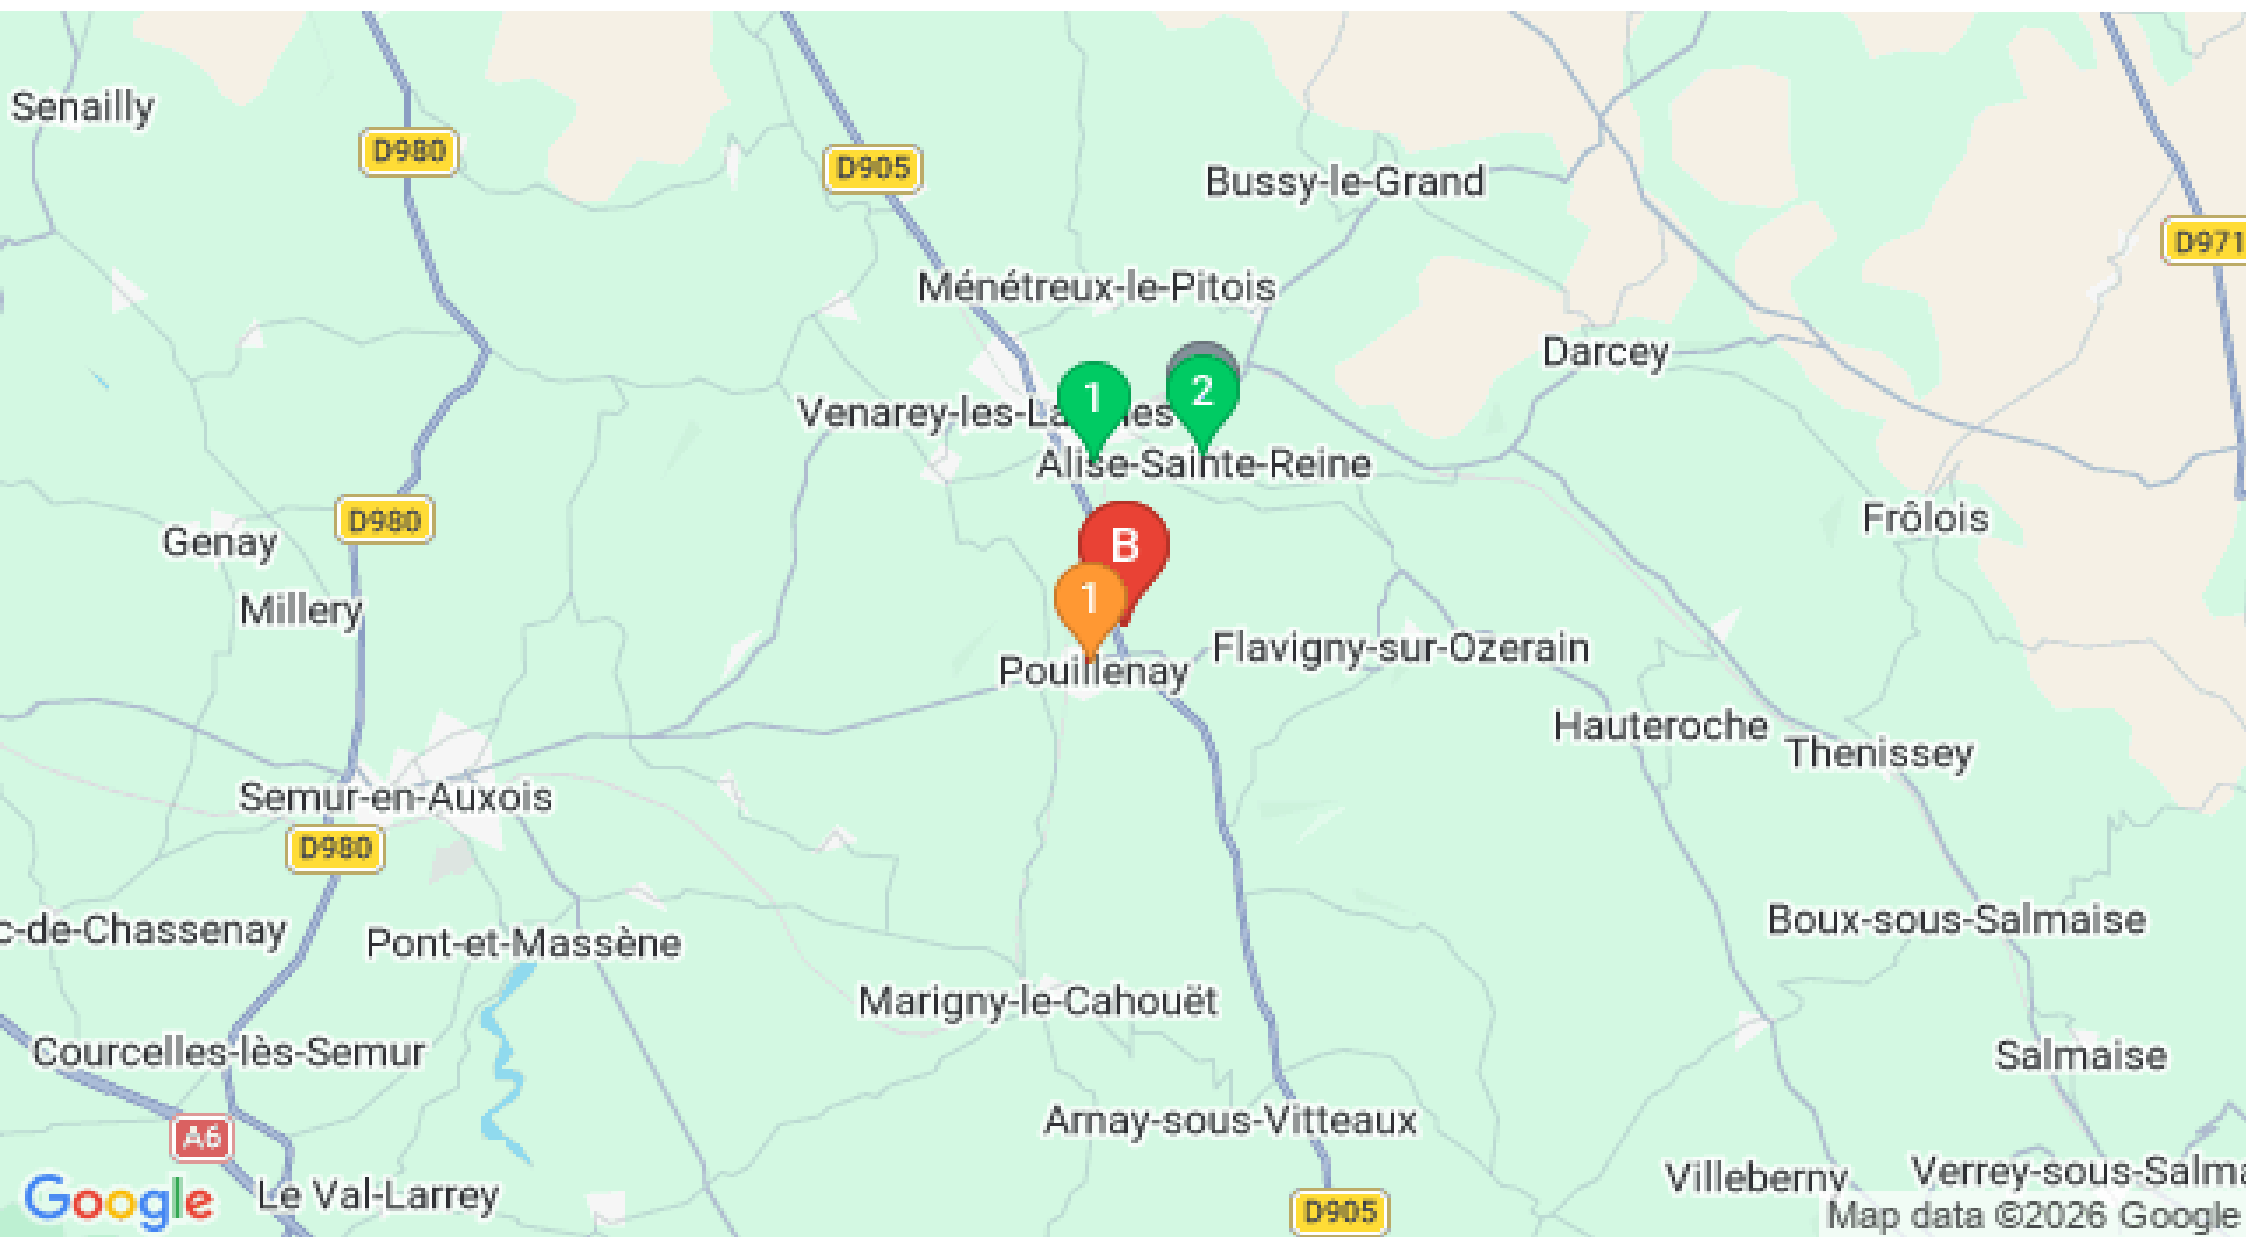 Senailly
D980
D905
Bussy-le-Grand
D971
Ménétreux-le-Pitois
Darcey
1
2
Venarey-les-La
es
Alise-Sainte-Reine
D980
Frôlois
Genay
B
Millery
1
Pouillenay
Flavigny-sur-Ozerain
Hauteroche
Thenissey
Semur-en-Auxois
D980
c-de-Chassenay
Pont-et-Massène
Boux-sous-Salmaise
Marigny-le-Cahouët
Courcelles-lès-Semur
Salmaise
A6
Arnay-sous-Vitteaux
Villeberny
Verrey-sous-Salma
Google
Le Val-Larrey
D905
Map data ©2026 Google